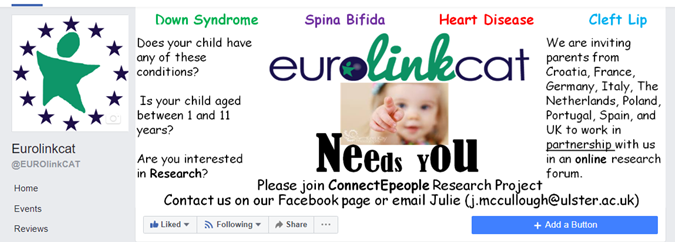 Down Syndrome Spina Bifida Heart Disease Cleft Lip
Does your child have
any of these
conditions?
Is your child aged
between 1 and 11
years?
Are you interested
in Research?
eurolinkcat
Needs You
We are inviting
parents from
Croatia, France,
Germany, Italy, The
Netherlands, Poland,
Portugal, Spain, and
UK to work in
partnership with us
in an online research
forum.
Please join ConnectEpeople Research Project
Contact us on our Facebook page or email Julie (j.mccullough@ulster.ac.uk)
Eurolinkcat
@EUROlinkCAT
Home
Events
Reviews
Liked
Following
Share
...
+ Add a Button